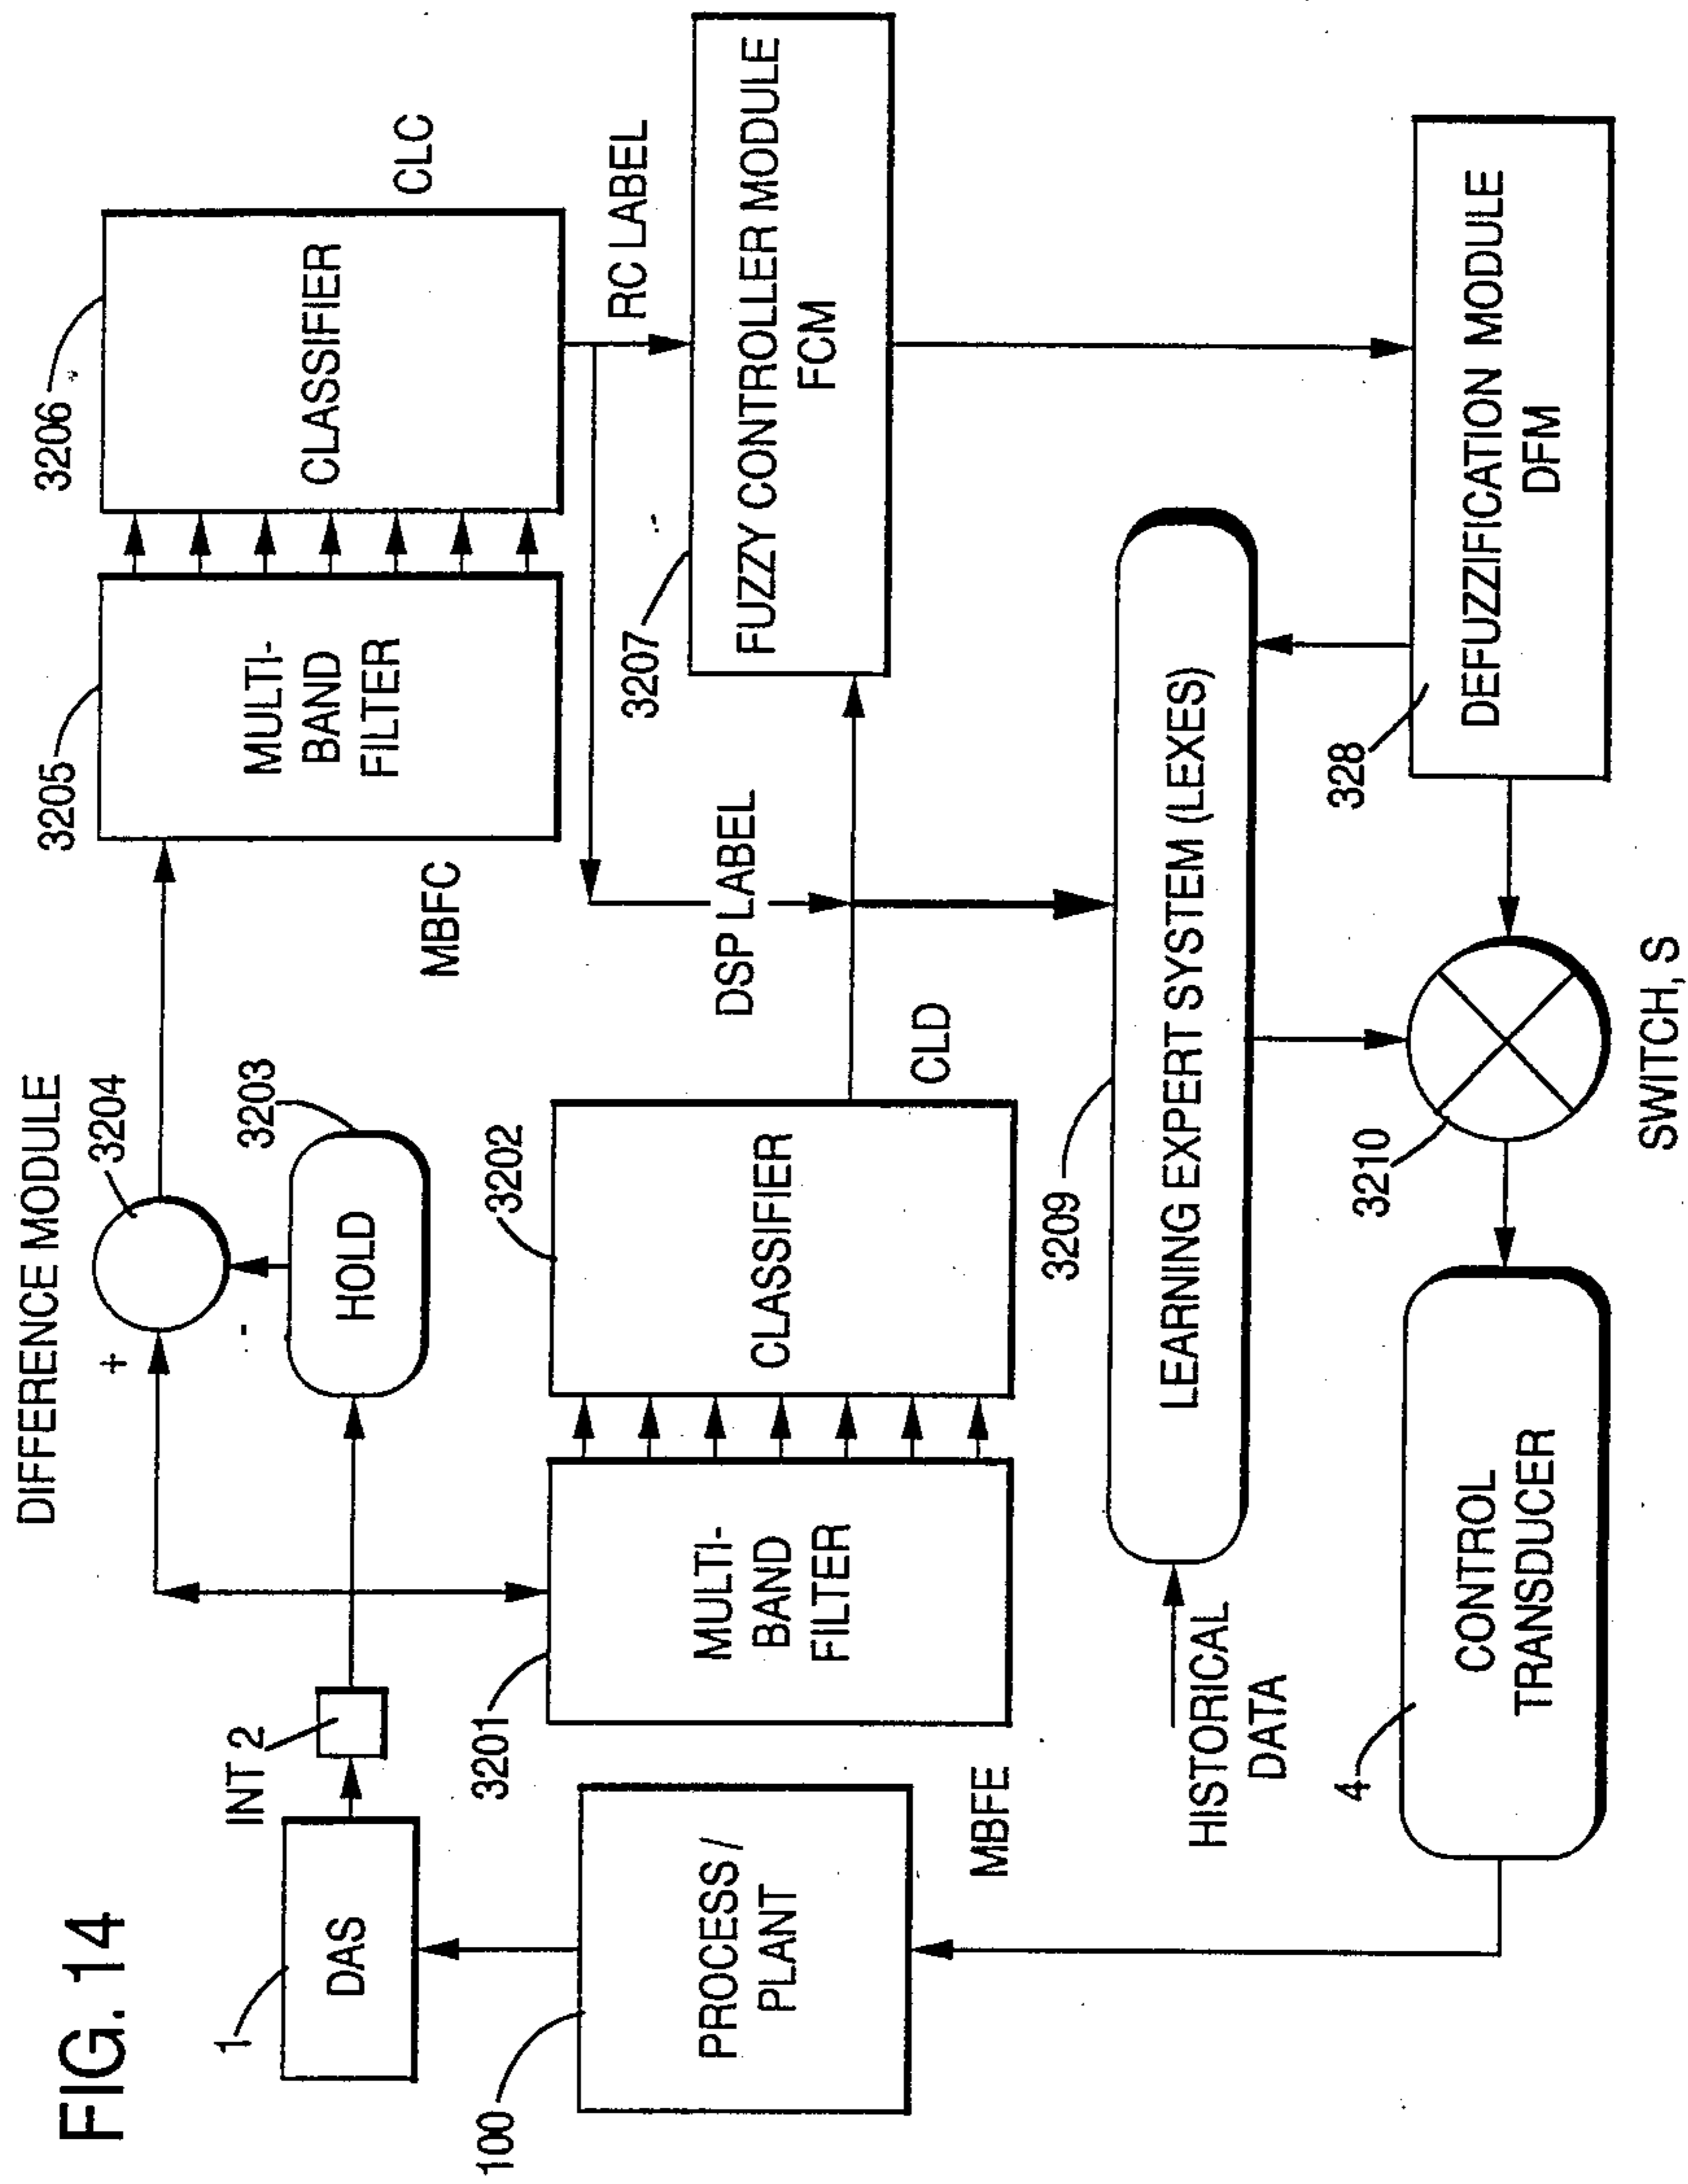 FIG. 14
DIFFERENCE MODULE
3204
+
-
3203
HOLD
INT 2
1
DAS
3205
MULTI-
BAND
FILTER
MBFC
3206
CLASSIFIER
CLC
RC LABEL
100
PROCESS /
PLANT
MBFE
3201
MULTI-
BAND
FILTER
3202
CLASSIFIER
CLD
DSP LABEL
3207
FUZZY CONTROLLER MODULE
FCM
HISTORICAL
DATA
3209
LEARNING EXPERT SYSTEM (LEXES)
4
CONTROL
TRANSDUCER
3210
SWITCH, S
328
DEFUZZIFICATION MODULE
DFM